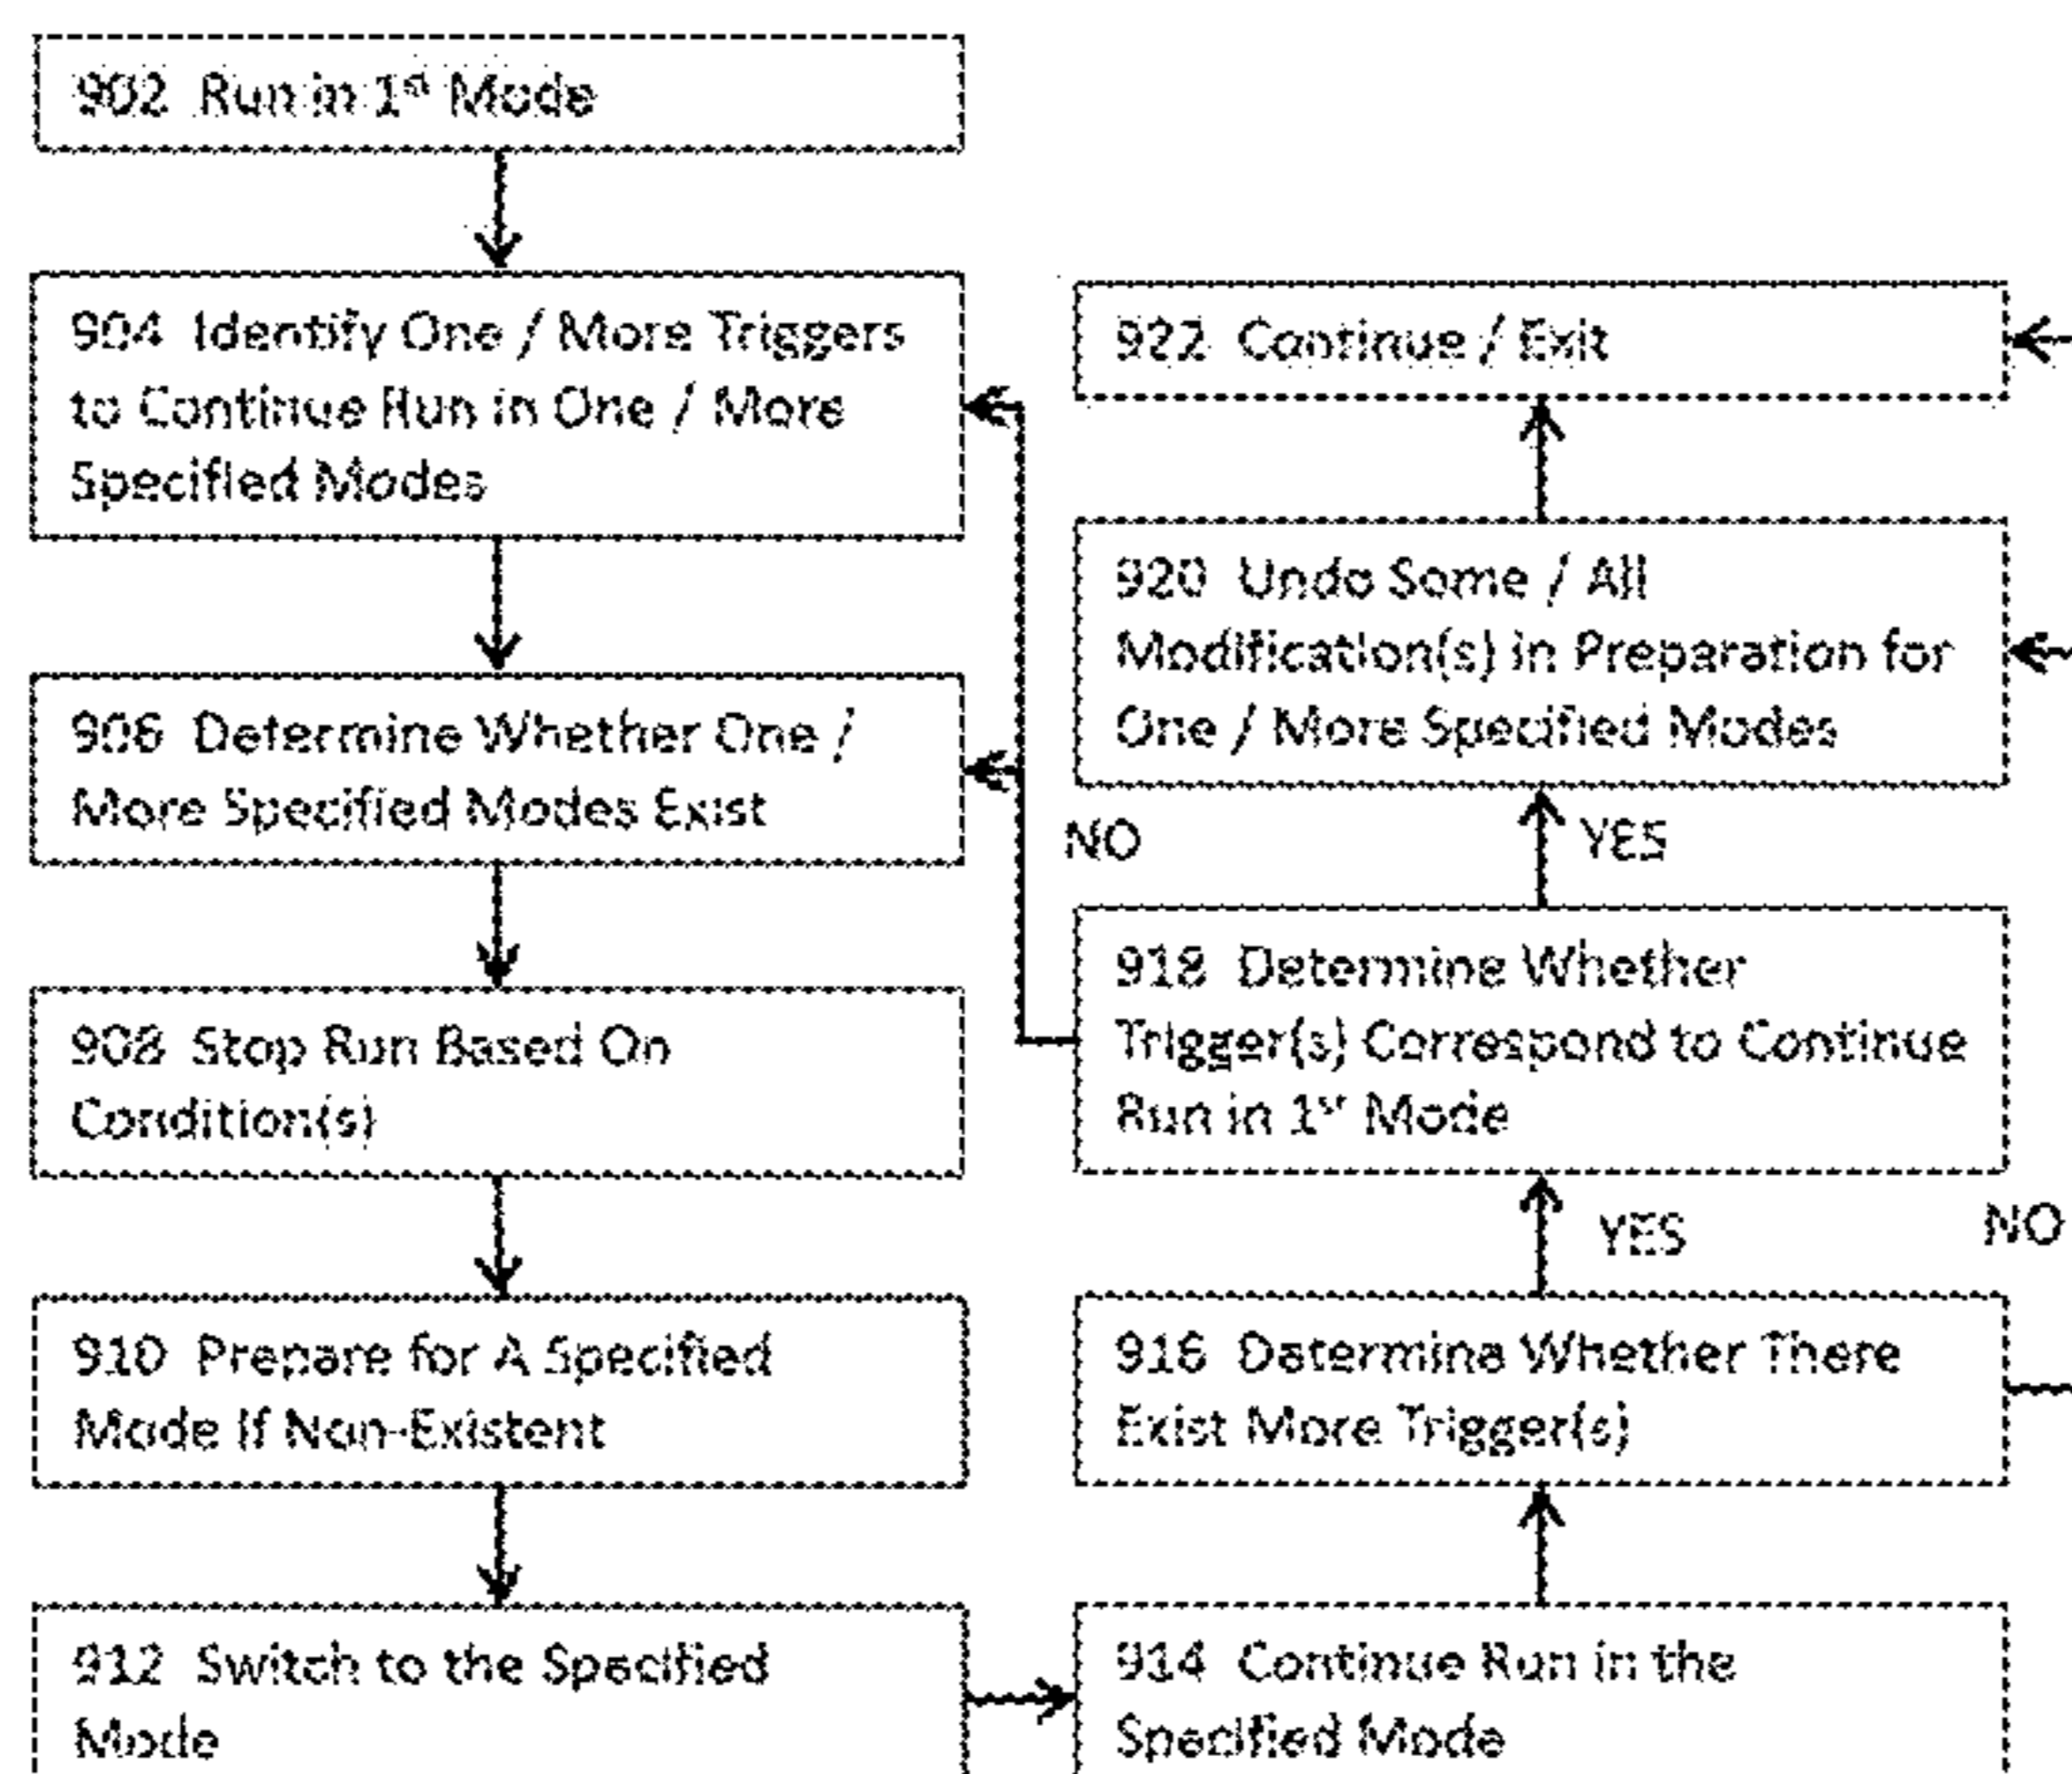 902 Run in 1st Mode
904 Identify One / More Triggers
to Continue Run in One / More
Specified Modes
906 Determine Whether One /
More Specified Modes Exist
908 Stop Run Based On
Condition(s)
910 Prepare for A Specified
Mode If Non-Existent
912 Switch to the Specified
Mode
922 Continue / Exit
920 Undo Some / All
Modification(s) in Preparation for
One / More Specified Modes
NO
YES
918 Determine Whether
Trigger(s) Correspond to Continue
Run in 1st Mode
YES
NO
916 Determine Whether There
Exist More Trigger(s)
914 Continue Run in the
Specified Mode